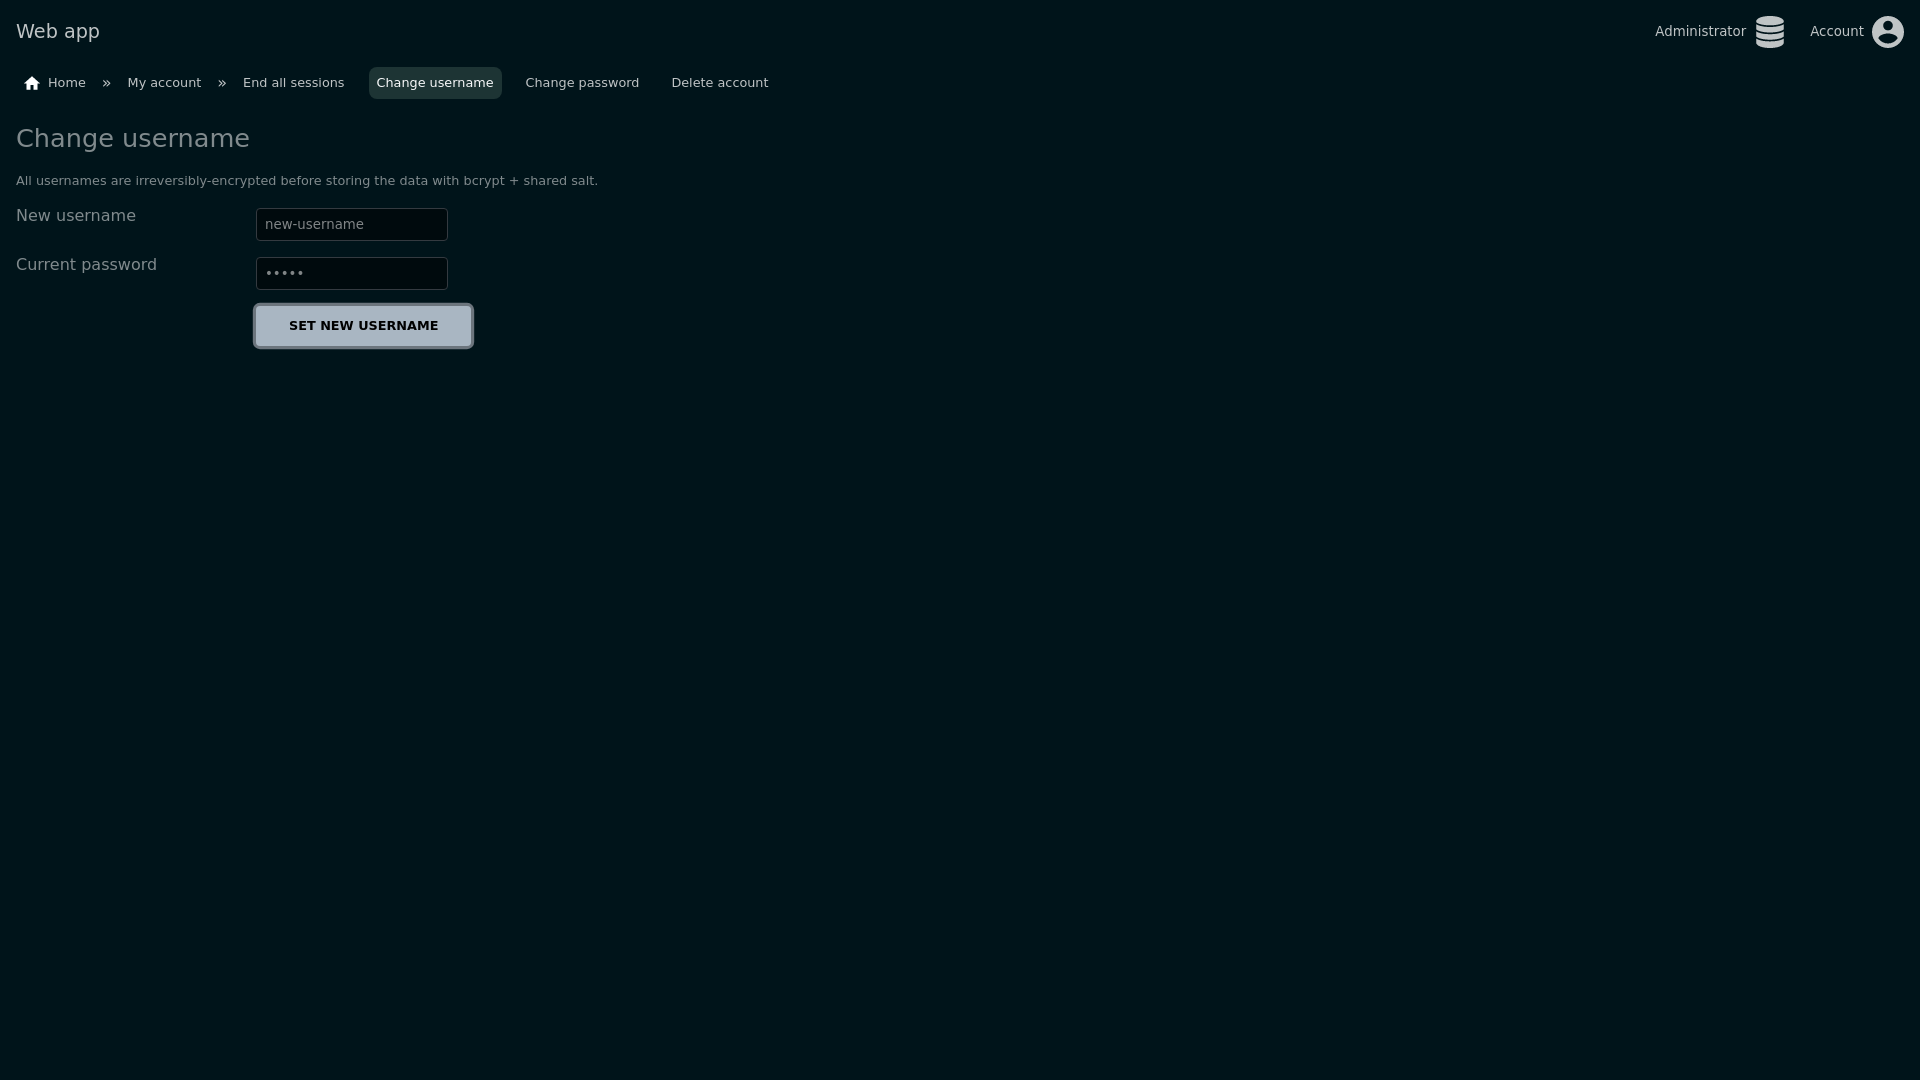 Web app
Administrator
Account
Home » My account » End all sessions Change username Change password Delete account
Change username
All usernames are irreversibly-encrypted before storing the data with bcrypt + shared salt.
New username
new-username
Current password
•••••
SET NEW USERNAME